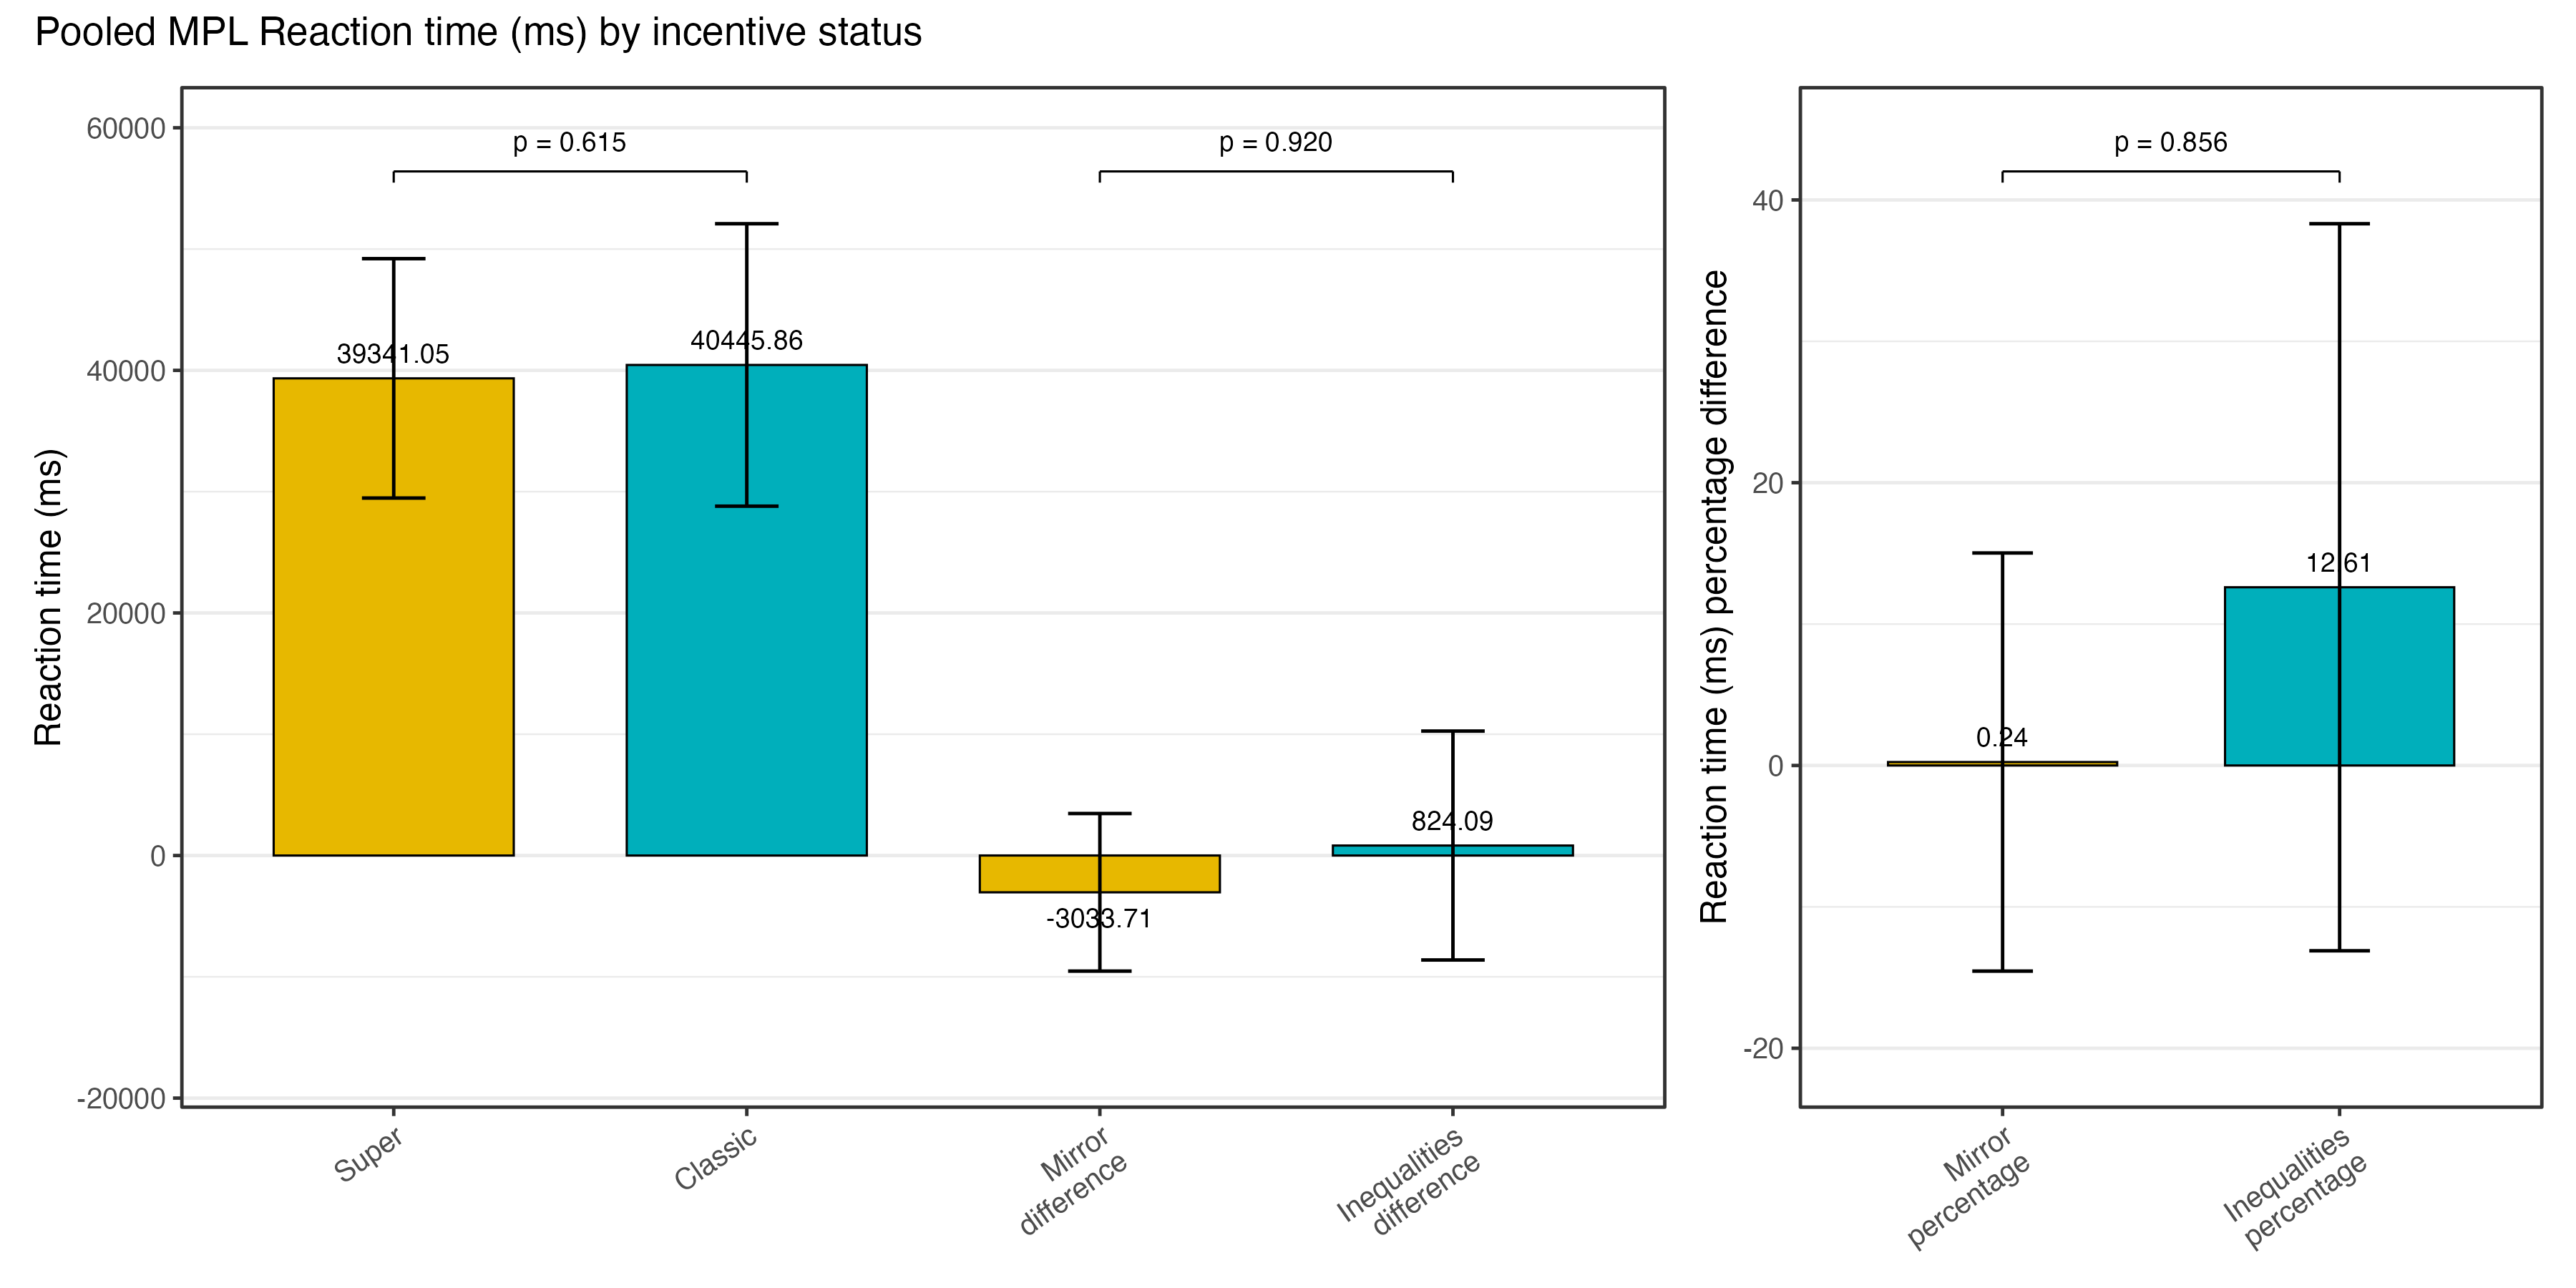 Pooled MPL Reaction time (ms) by incentive status
Reaction time (ms)
60000
40000
20000
0
-20000
p = 0.615
p = 0.920
39341.05
40445.86
-3033.71
824.09
Super
Classic
Mirror
difference
Inequalities
difference
Reaction time (ms) percentage difference
40
20
0
-20
p = 0.856
0.24
12.61
Mirror
percentage
Inequalities
percentage